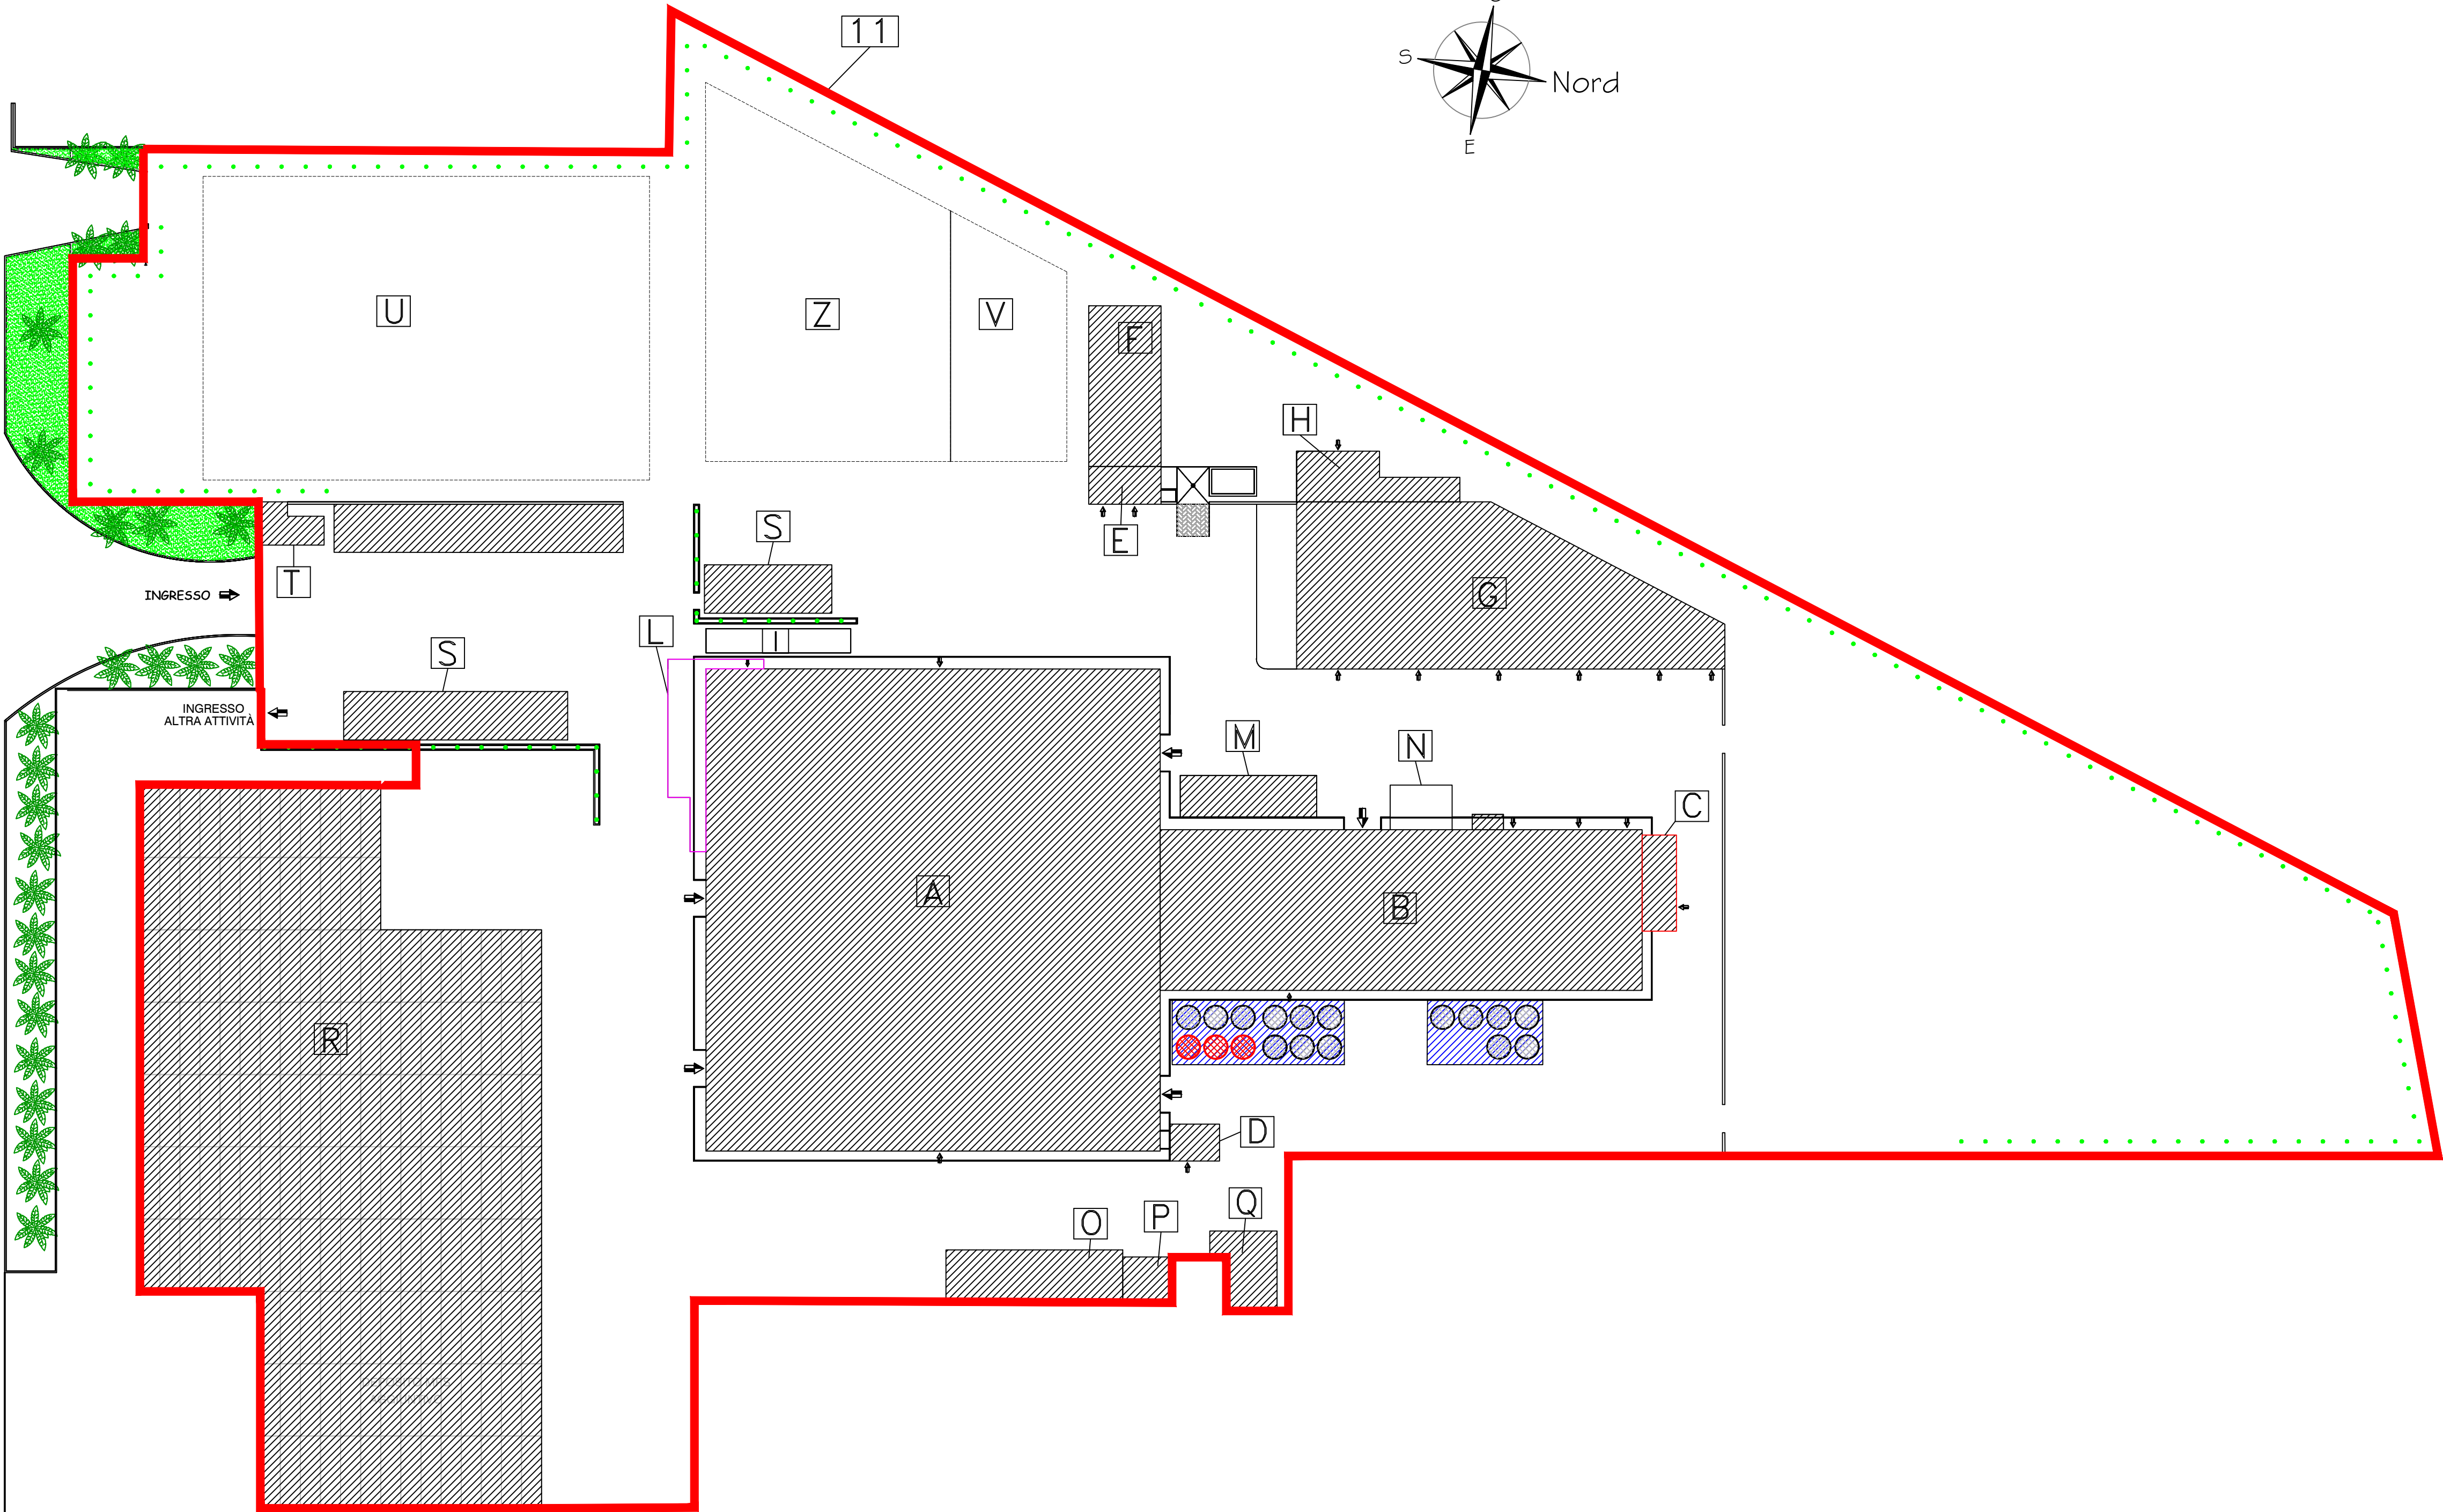 11
S
Nord
E
U
Z
V
F
H
S
E
T
G
INGRESSO
L
I
S
INGRESSO
ALTRA ATTIVITÀ
M
N
C
A
B
R
D
Q
O
P